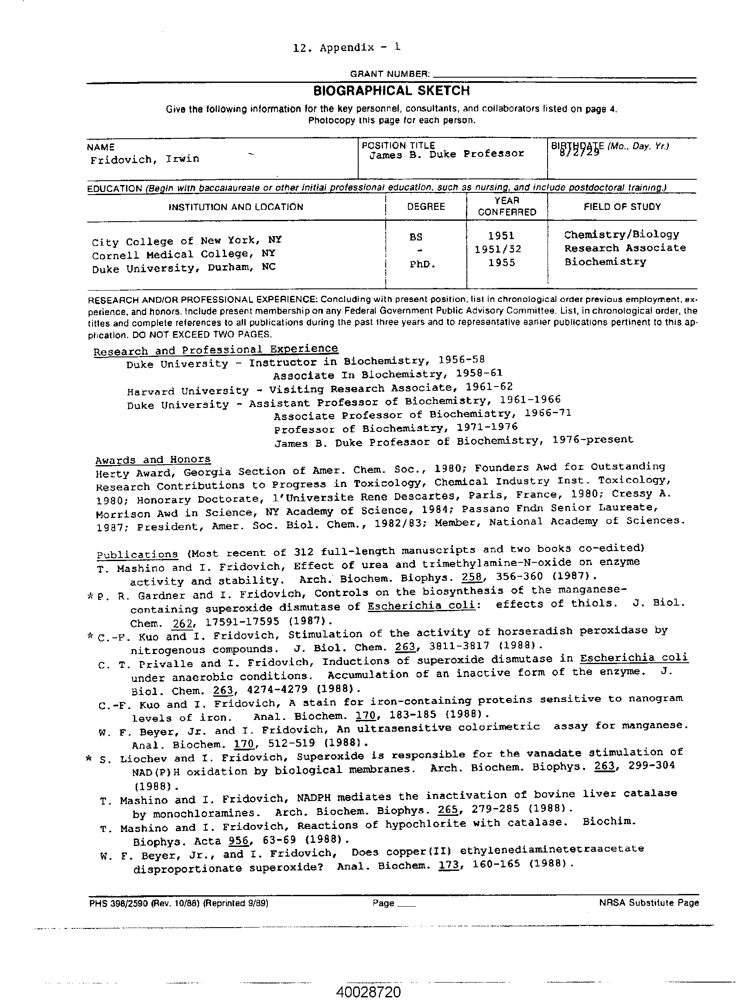 12. Appendix - 1
GRANT NUMBER:
BIOGRAPHICAL SKETCH
Give the following information for the key personnel, consultants, and collaborators listed on page 4.
Photocopy this page for each person.
NAME POSITION TITLE BIRTHDATE (Mo., Day, Yr.)
Fridovich, Irwin James B. Duke Professor 8/2/29
EDUCATION (Begin with baccalaureate or other initial professional education, such as nursing, and include postdoctoral training.)
INSTITUTION AND LOCATION DEGREE YEAR CONFERRED FIELD OF STUDY
City College of New York, NY BS 1951 Chemistry/Biology
Cornell Medical College, NY - 1951/52 Research Associate
Duke University, Durham, NC PhD. 1955 Biochemistry
RESEARCH AND/OR PROFESSIONAL EXPERIENCE: Concluding with present position, list in chronological order previous employment, ex-
perience, and honors. Include present membership on any Federal Government Public Advisory Committee. List, in chronological order, the
titles and complete references to all publications during the past three years and to representative earlier publications pertinent to this ap-
plication. DO NOT EXCEED TWO PAGES.
Research and Professional Experience
Duke University - Instructor in Biochemistry, 1956-58
Associate In Biochemistry, 1958-61
Harvard University - Visiting Research Associate, 1961-62
Duke University - Assistant Professor of Biochemistry, 1961-1966
Associate Professor of Biochemistry, 1966-71
Professor of Biochemistry, 1971-1976
James B. Duke Professor of Biochemistry, 1976-present
Awards and Honors
Herty Award, Georgia Section of Amer. Chem. Soc., 1980; Founders Awd for Outstanding
Research Contributions to Progress in Toxicology, Chemical Industry Inst. Toxicology,
1980; Honorary Doctorate, l'Universite Rene Descartes, Paris, France, 1980; Cressy A.
Morrison Awd in Science, NY Academy of Science, 1984; Passano Fndn Senior Laureate,
1987; President, Amer. Soc. Biol. Chem., 1982/83; Member, National Academy of Sciences.
Publications (Most recent of 312 full-length manuscripts and two books co-edited)
T. Mashino and I. Fridovich, Effect of urea and trimethylamine-N-oxide on enzyme
activity and stability. Arch. Biochem. Biophys. 258, 356-360 (1987).
* P. R. Gardner and I. Fridovich, Controls on the biosynthesis of the manganese-
containing superoxide dismutase of Escherichia coli: effects of thiols. J. Biol.
Chem. 262, 17591-17595 (1987).
* C.-F. Kuo and I. Fridovich, Stimulation of the activity of horseradish peroxidase by
nitrogenous compounds. J. Biol. Chem. 263, 3811-3817 (1988).
C. T. Privalle and I. Fridovich, Inductions of superoxide dismutase in Escherichia coli
under anaerobic conditions. Accumulation of an inactive form of the enzyme. J.
Biol. Chem. 263, 4274-4279 (1988).
C.-F. Kuo and I. Fridovich, A stain for iron-containing proteins sensitive to nanogram
levels of iron. Anal. Biochem. 170, 183-185 (1988).
W. F. Beyer, Jr. and I. Fridovich, An ultrasensitive colorimetric assay for manganese.
Anal. Biochem. 170, 512-519 (1988).
* S. Liochev and I. Fridovich, Superoxide is responsible for the vanadate stimulation of
NAD(P)H oxidation by biological membranes. Arch. Biochem. Biophys. 263, 299-304
(1988).
T. Mashino and I. Fridovich, NADPH mediates the inactivation of bovine liver catalase
by monochloramines. Arch. Biochem. Biophys. 265, 279-285 (1988).
T. Mashino and I. Fridovich, Reactions of hypochlorite with catalase. Biochim.
Biophys. Acta 956, 63-69 (1988).
W. F. Beyer, Jr., and I. Fridovich, Does copper(II) ethylenediaminetetraacetate
disproportionate superoxide? Anal. Biochem. 173, 160-165 (1988).
PHS 398/2590 (Rev. 10/88) (Reprinted 9/89) Page NRSA Substitute Page
40028720